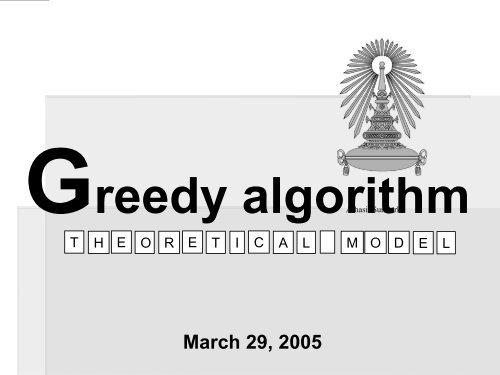 Greedy algorithm
THEORETICAL MODEL
March 29, 2005